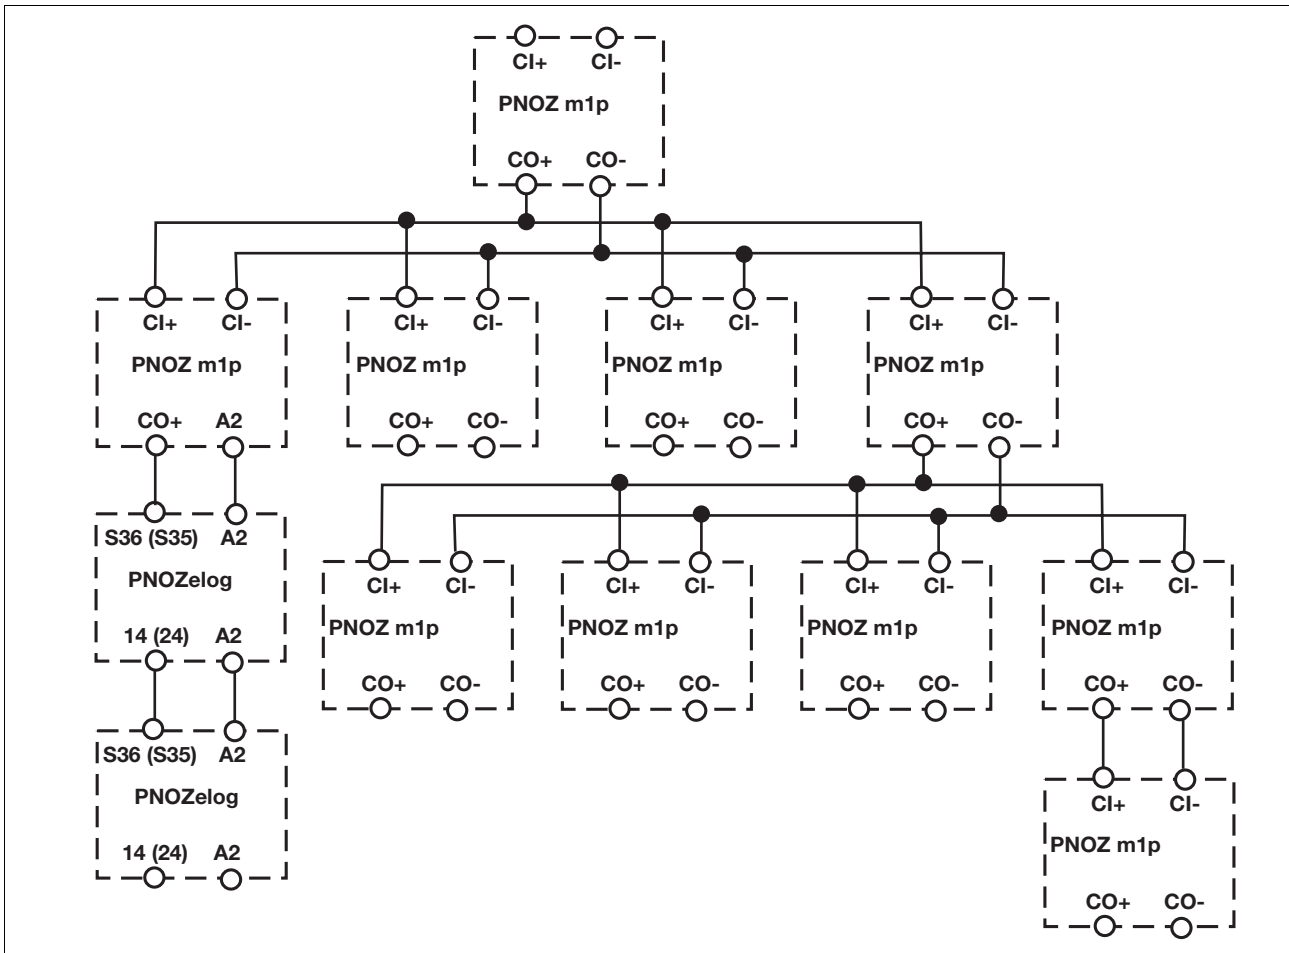 CI+ CI-
PNOZ m1p
CO+ CO-
CI+ CI- CI+ CI- CI+ CI- CI+ CI-
PNOZ m1p PNOZ m1p PNOZ m1p PNOZ m1p
CO+ A2 CO+ CO- CO+ CO- CO+ CO-
S36 (S35) A2
PNOZelog
14 (24) A2
CI+ CI- CI+ CI- CI+ CI- CI+ CI-
PNOZ m1p PNOZ m1p PNOZ m1p PNOZ m1p
CO+ CO- CO+ CO- CO+ CO- CO+ CO-
S36 (S35) A2
PNOZelog
14 (24) A2
CI+ CI-
PNOZ m1p
CO+ CO-